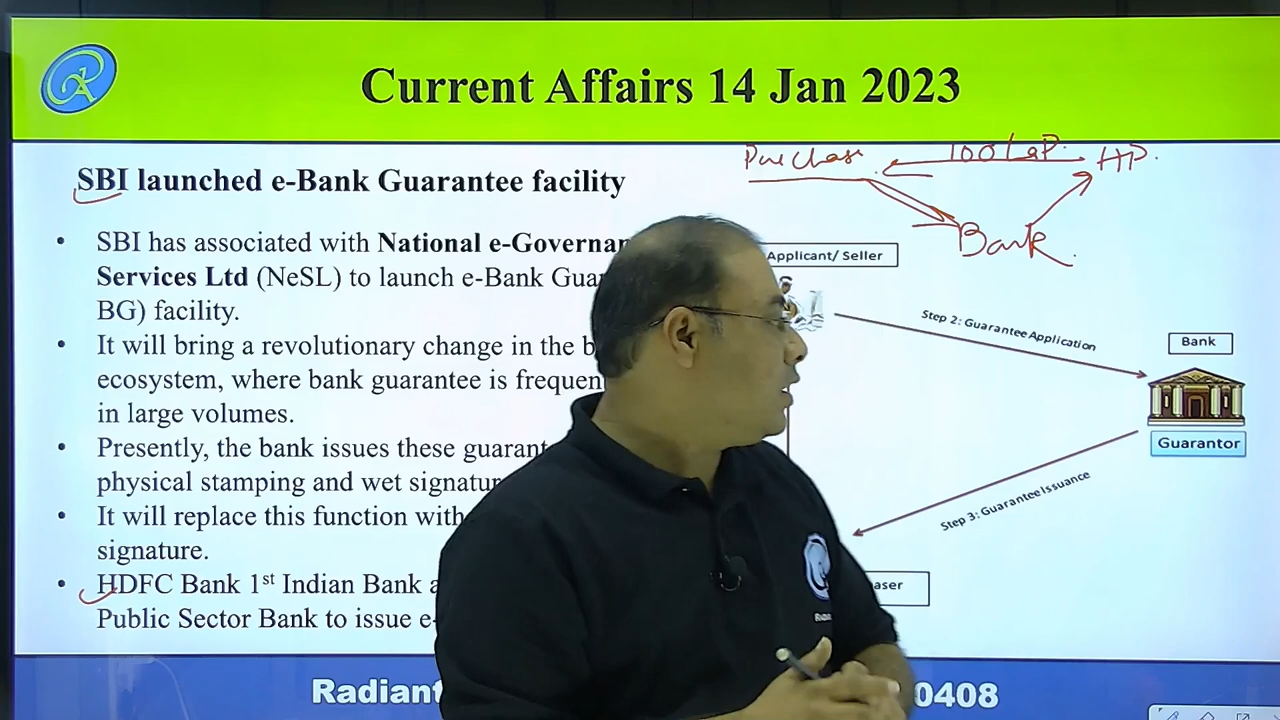 Current Affairs 14 Jan 2023
SBI launched e-Bank Guarantee facility
• SBI has associated with National e-Governan
Services Ltd (NeSL) to launch e-Bank Gua
BG) facility.
• It will bring a revolutionary change in the b
ecosystem, where bank guarantee is frequen
in large volumes.
• Presently, the bank issues these guarant
physical stamping and wet signatur
• It will replace this function with
signature.
• HDFC Bank 1st Indian Bank a
Public Sector Bank to issue e-
Purchase
100 LaP.
HP.
Bank.
Applicant/ Seller
Step 2: Guarantee Application
Bank
Guarantor
Step 3: Guarantee Issuance
aser
Radiant
0408